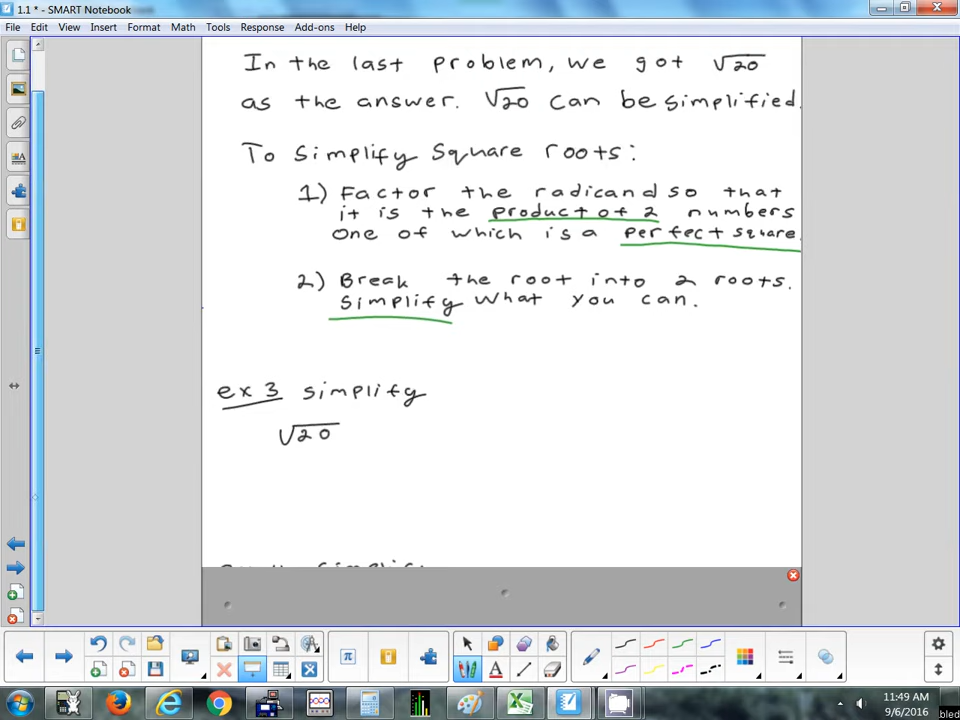 1.1 * - SMART Notebook
File Edit View Insert Format Math Tools Response Add-ons Help
In the last problem, we got √20
as the answer. √20 can be simplified.
To simplify square roots:
1) Factor the radicand so that
it is the product of 2 numbers
one of which is a perfect square.
2) Break the root into 2 roots.
Simplify what you can.
ex 3 simplify
√20
simplify
11:49 AM
9/6/2016